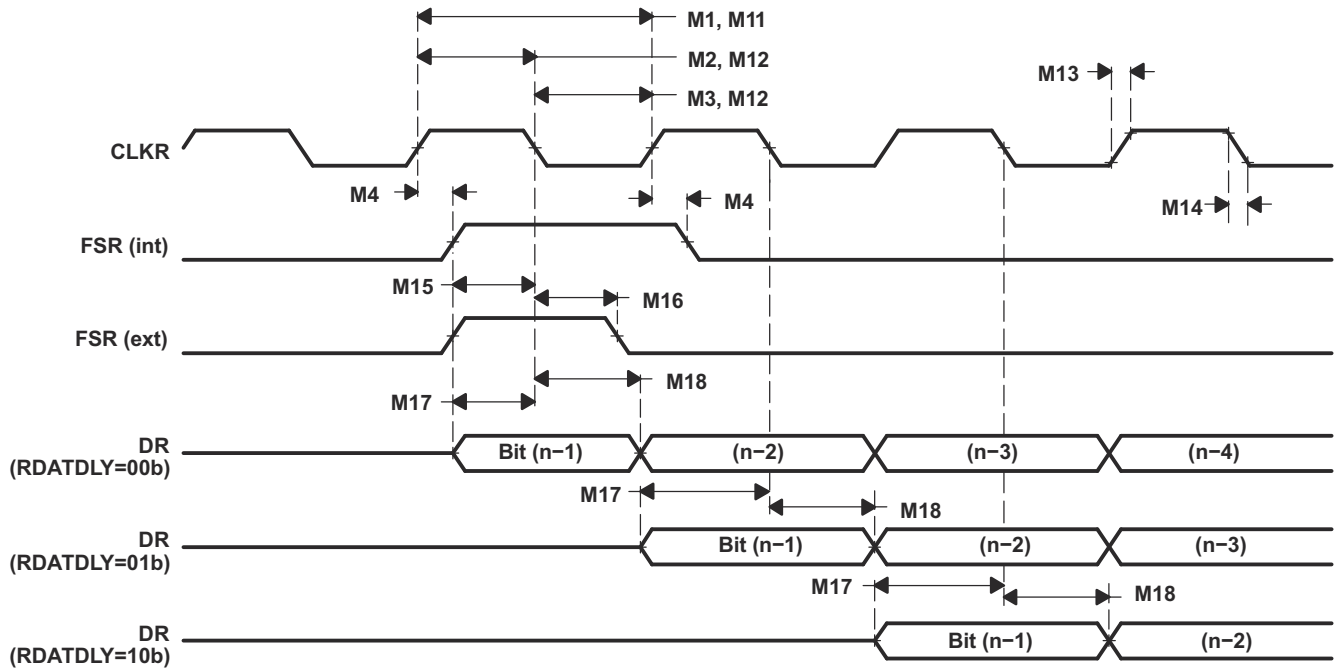 M1, M11
M2, M12
M13
M3, M12
CLKR
M4
M4
M14
FSR (int)
M15
M16
FSR (ext)
M18
M17
DR
(RDATDLY=00b)
Bit (n−1)
(n−2)
(n−3)
(n−4)
M17
M18
DR
(RDATDLY=01b)
Bit (n−1)
(n−2)
(n−3)
M17
M18
DR
(RDATDLY=10b)
Bit (n−1)
(n−2)